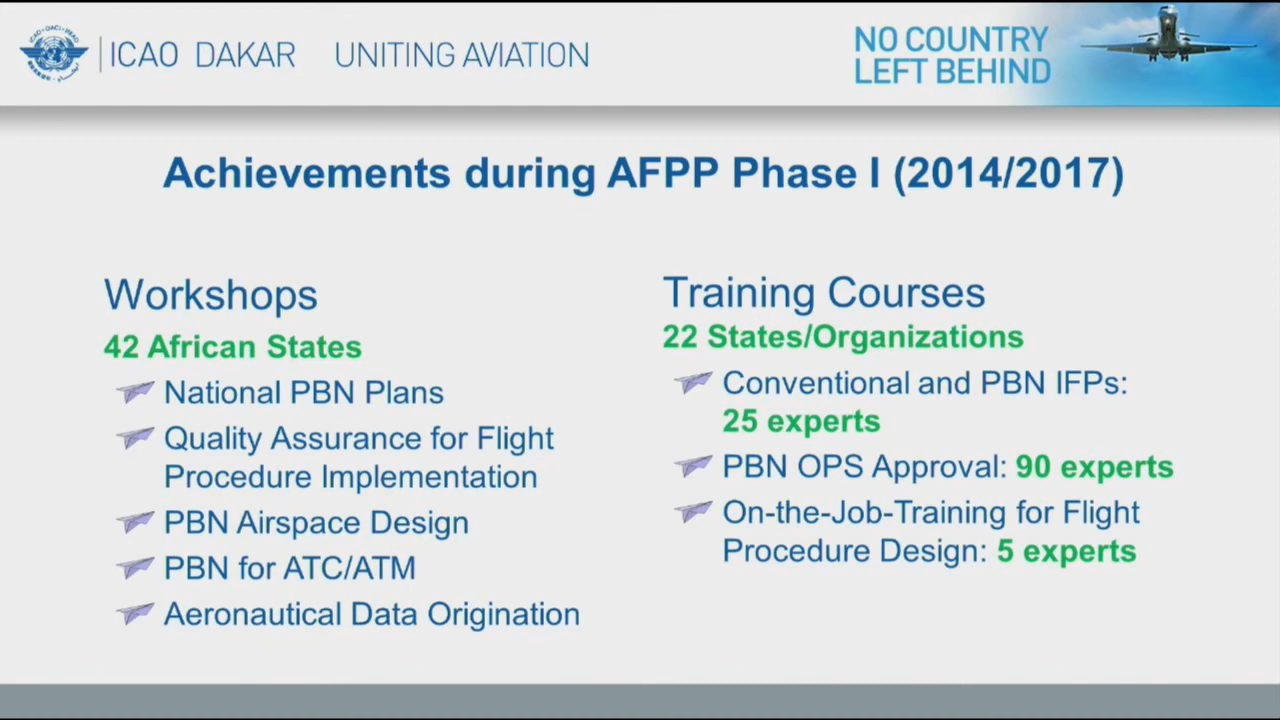 ICAO DAKAR UNITING AVIATION
NO COUNTRY
LEFT BEHIND
Achievements during AFPP Phase I (2014/2017)
Workshops
42 African States
National PBN Plans
Quality Assurance for Flight
Procedure Implementation
PBN Airspace Design
PBN for ATC/ATM
Aeronautical Data Origination
Training Courses
22 States/Organizations
Conventional and PBN IFPs:
25 experts
PBN OPS Approval: 90 experts
On-the-Job-Training for Flight
Procedure Design: 5 experts